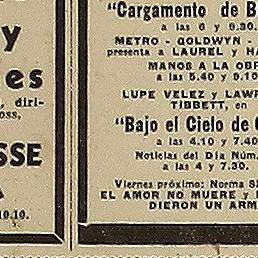 y
es
, diri-
oss,
SSE
A
10.10.
"Cargamento de B
a las 6 y 9.30.
METRO - GOLDWYN -
presenta a LAUREL y HA
MANOS A LA OBR
a las 5.40 y 9.10
LUPE VELEZ y LAWR
TIBBETT, en
"Bajo el Cielo de C
a las 4.10 y 7.40
Noticias del Día Núm.
a las 4 y 7.30.
Viernes próximo: Norma S
EL AMOR NO MUERE y
DIERON UN ARM